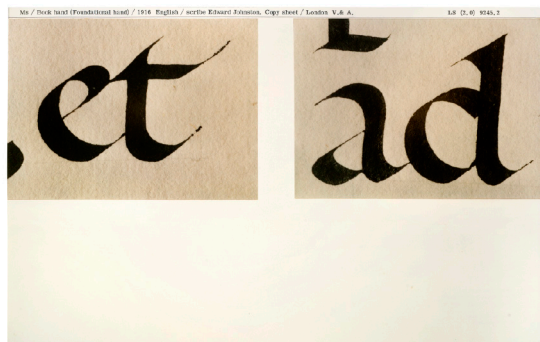 Ms / Book hand (Foundational hand) / 1916 English / scribe Edward Johnston. Copy sheet / London V.& A. LS (2,0) 9245,2
et
ad